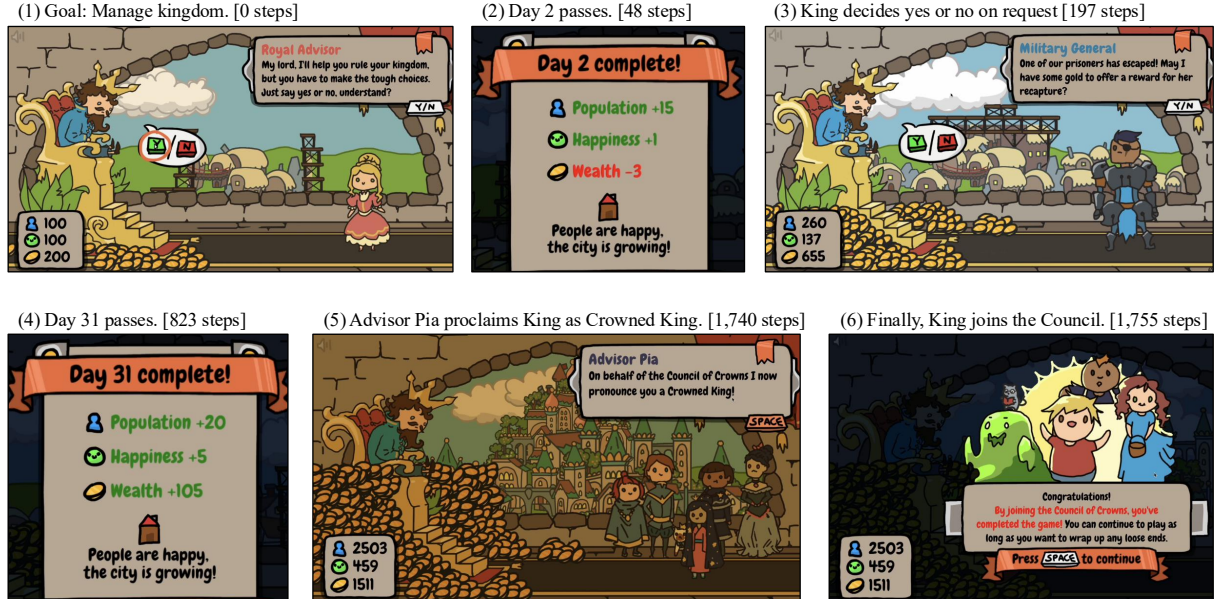 (1) Goal: Manage kingdom. [0 steps]
Royal Advisor
My lord, I'll help you rule your kingdom,
but you have to make the tough choices.
Just say yes or no, understand?
Y/N
Y / N
100
100
200
(2) Day 2 passes. [48 steps]
Day 2 complete!
Population +15
Happiness +1
Wealth -3
People are happy,
the city is growing!
(3) King decides yes or no on request [197 steps]
Military General
One of our prisoners has escaped! May I
have some gold to offer a reward for her
recapture?
Y/N
Y / N
260
137
655
(4) Day 31 passes. [823 steps]
Day 31 complete!
Population +20
Happiness +5
Wealth +105
People are happy,
the city is growing!
(5) Advisor Pia proclaims King as Crowned King. [1,740 steps]
Advisor Pia
On behalf of the Council of Crowns I now
pronounce you a Crowned King!
SPACE
2503
459
1511
(6) Finally, King joins the Council. [1,755 steps]
Congratulations!
By joining the Council of Crowns, you've
completed the game! You can continue to play as
long as you want to wrap up any loose ends.
Press SPACE to continue
2503
459
1511